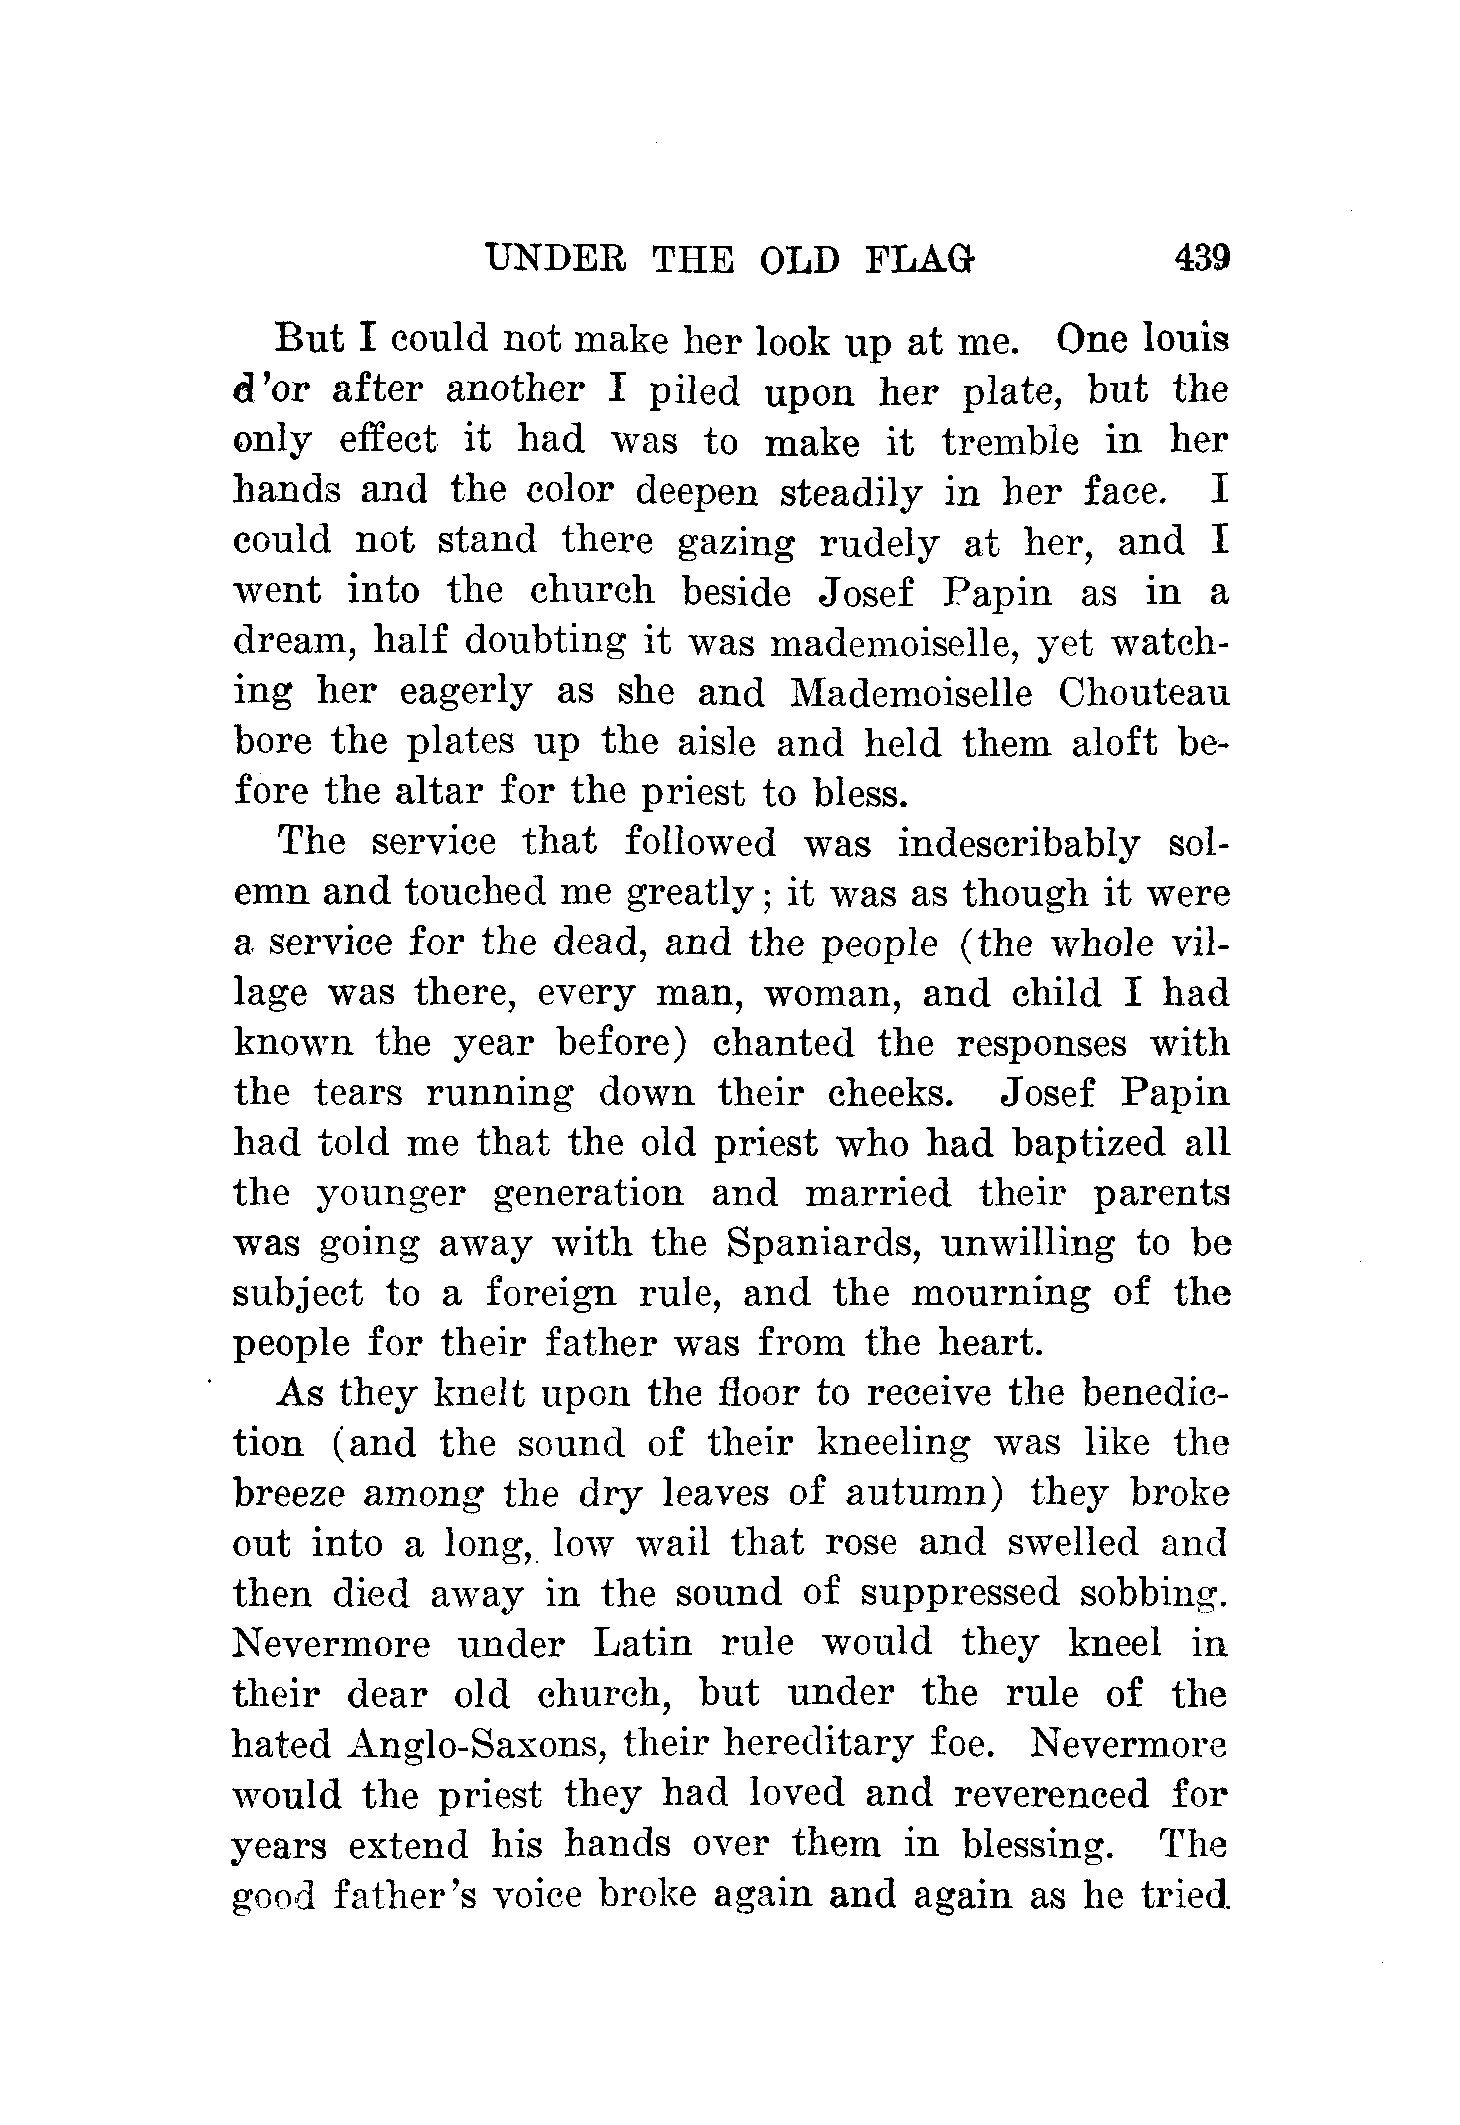 UNDER THE OLD FLAG 439
But I could not make her look up at me. One louis
d'or after another I piled upon her plate, but the
only effect it had was to make it tremble in her
hands and the color deepen steadily in her face. I
could not stand there gazing rudely at her, and I
went into the church beside Josef Papin as in a
dream, half doubting it was mademoiselle, yet watch-
ing her eagerly as she and Mademoiselle Chouteau
bore the plates up the aisle and held them aloft be-
fore the altar for the priest to bless.
The service that followed was indescribably sol-
emn and touched me greatly; it was as though it were
a service for the dead, and the people (the whole vil-
lage was there, every man, woman, and child I had
known the year before) chanted the responses with
the tears running down their cheeks. Josef Papin
had told me that the old priest who had baptized all
the younger generation and married their parents
was going away with the Spaniards, unwilling to be
subject to a foreign rule, and the mourning of the
people for their father was from the heart.
As they knelt upon the floor to receive the benedic-
tion (and the sound of their kneeling was like the
breeze among the dry leaves of autumn) they broke
out into a long, low wail that rose and swelled and
then died away in the sound of suppressed sobbing.
Nevermore under Latin rule would they kneel in
their dear old church, but under the rule of the
hated Anglo-Saxons, their hereditary foe. Nevermore
would the priest they had loved and reverenced for
years extend his hands over them in blessing. The
good father's voice broke again and again as he tried